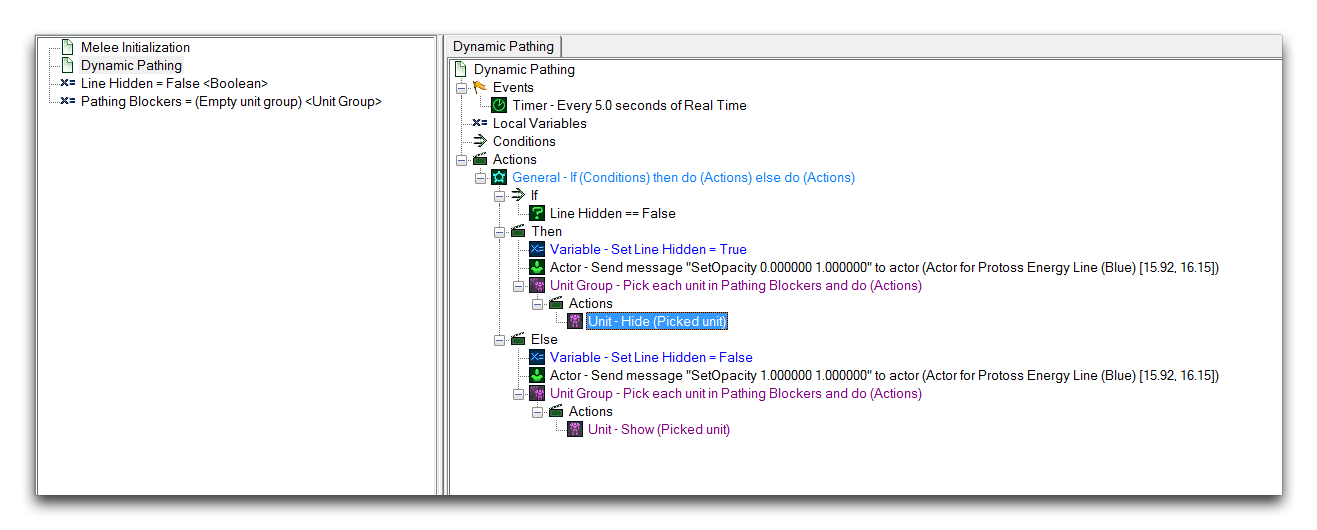 Melee Initialization
Dynamic Pathing
Line Hidden = False <Boolean>
Pathing Blockers = (Empty unit group) <Unit Group>
Dynamic Pathing
Dynamic Pathing
Events
Timer - Every 5.0 seconds of Real Time
Local Variables
Conditions
Actions
General - If (Conditions) then do (Actions) else do (Actions)
If
Line Hidden == False
Then
Variable - Set Line Hidden = True
Actor - Send message "SetOpacity 0.000000 1.000000" to actor (Actor for Protoss Energy Line (Blue) [15.92, 16.15])
Unit Group - Pick each unit in Pathing Blockers and do (Actions)
Actions
Unit - Hide (Picked unit)
Else
Variable - Set Line Hidden = False
Actor - Send message "SetOpacity 1.000000 1.000000" to actor (Actor for Protoss Energy Line (Blue) [15.92, 16.15])
Unit Group - Pick each unit in Pathing Blockers and do (Actions)
Actions
Unit - Show (Picked unit)